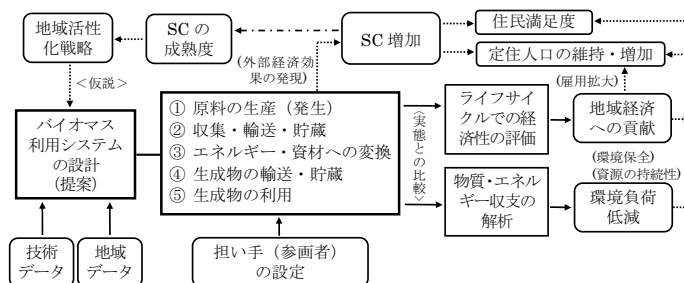 地域活性
化戦略
SC の
成熟度
SC 増加
住民満足度
定住人口の維持・増加
(外部経済効
果の発現)
(雇用拡大)
＜仮説＞
バイオマス
利用システム
の設計
(提案)
① 原料の生産（発生）
② 収集・輸送・貯蔵
③ エネルギー・資材への変換
④ 生成物の輸送・貯蔵
⑤ 生成物の利用
＜実態との比較＞
ライフサイ
クルでの経
済性の評価
地域経済
への貢献
(環境保全)
(資源の持続性)
物質・エネル
ギー収支の
解析
環境負荷
低減
技術
データ
地域
データ
担い手（参画者）
の設定